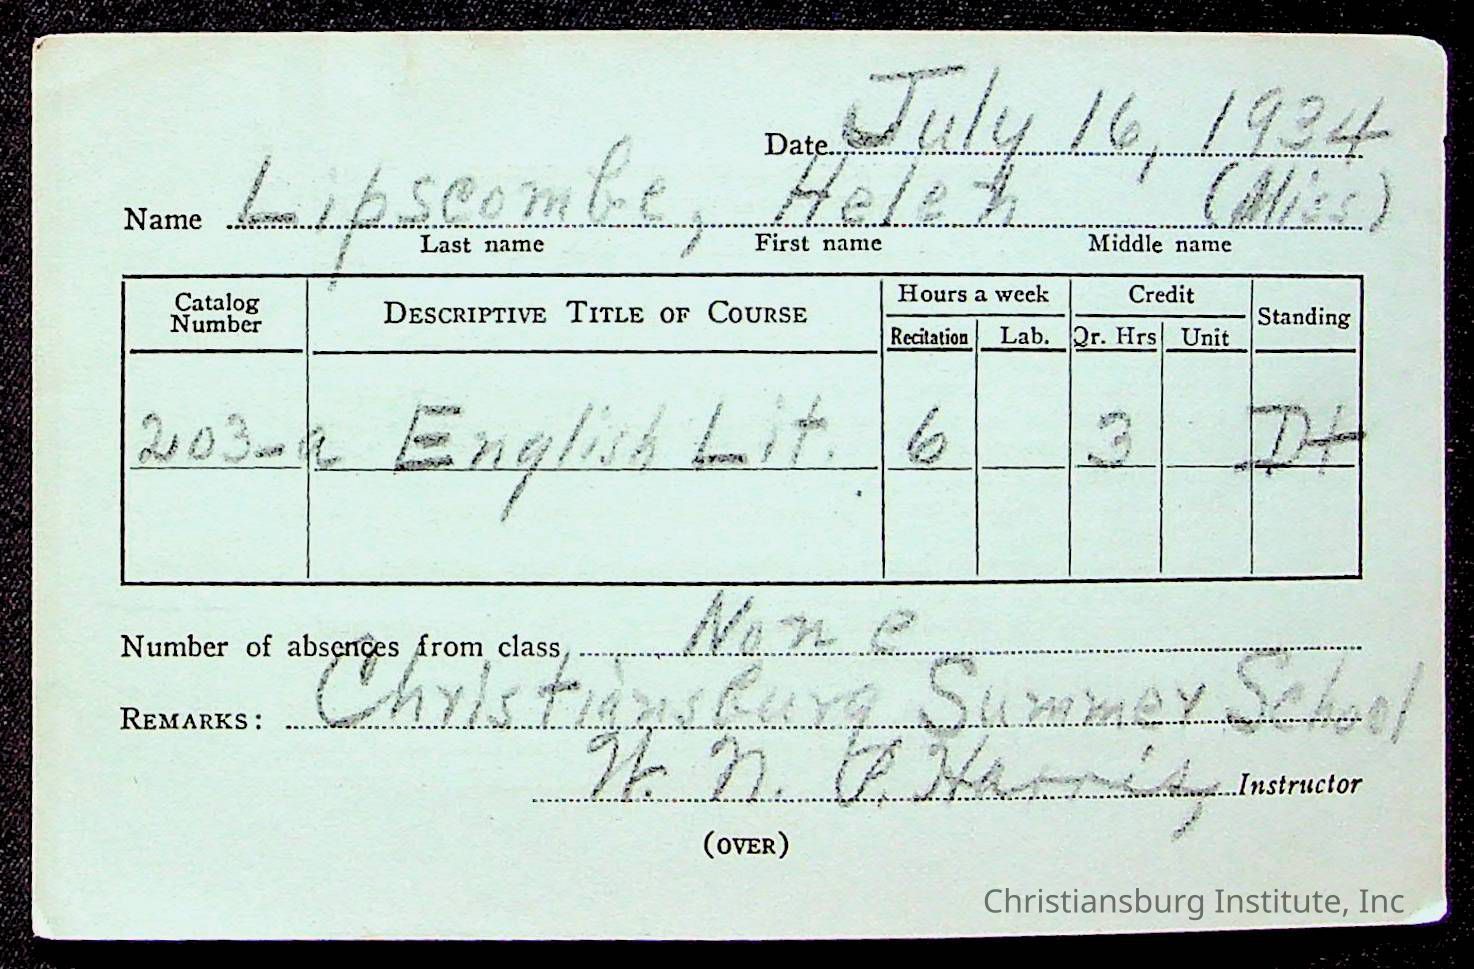 Date July 16, 1934
Name Lipscombe, Helen (Miss)
Last name First name Middle name
Catalog Number DESCRIPTIVE TITLE OF COURSE Hours a week Credit Standing
Recitation Lab. Qr. Hrs Unit
203-a English Lit. 6 3 D+
Number of absences from class None
REMARKS: Christiansburg Summer School
W. N. P. Harris, Instructor
(OVER)
Christiansburg Institute, Inc